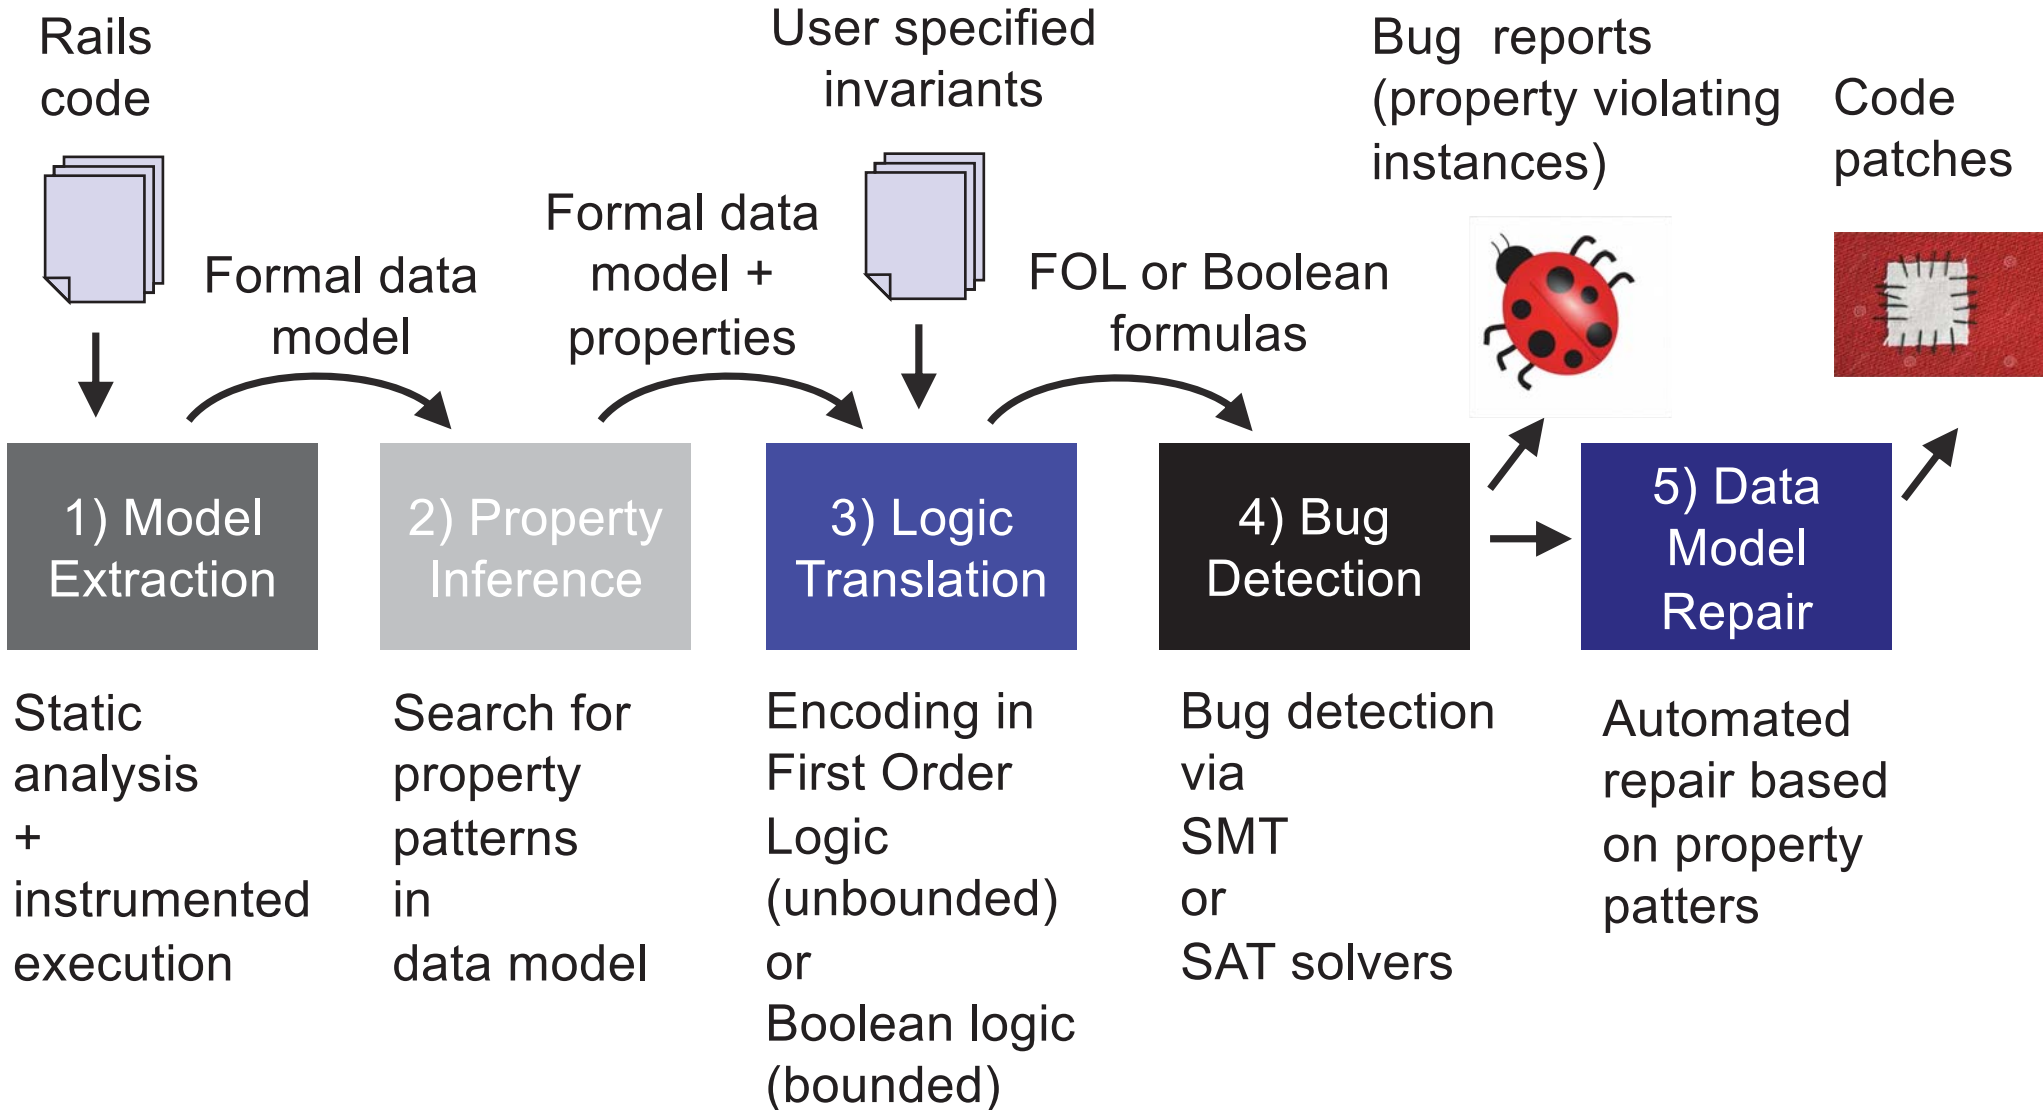 Rails
code
User specified
invariants
Bug reports
(property violating
instances)
Code
patches
Formal data
model
Formal data
model +
properties
FOL or Boolean
formulas
1) Model
Extraction
2) Property
Inference
3) Logic
Translation
4) Bug
Detection
5) Data
Model
Repair
Static
analysis
+
instrumented
execution
Search for
property
patterns
in
data model
Encoding in
First Order
Logic
(unbounded)
or
Boolean logic
(bounded)
Bug detection
via
SMT
or
SAT solvers
Automated
repair based
on property
patters